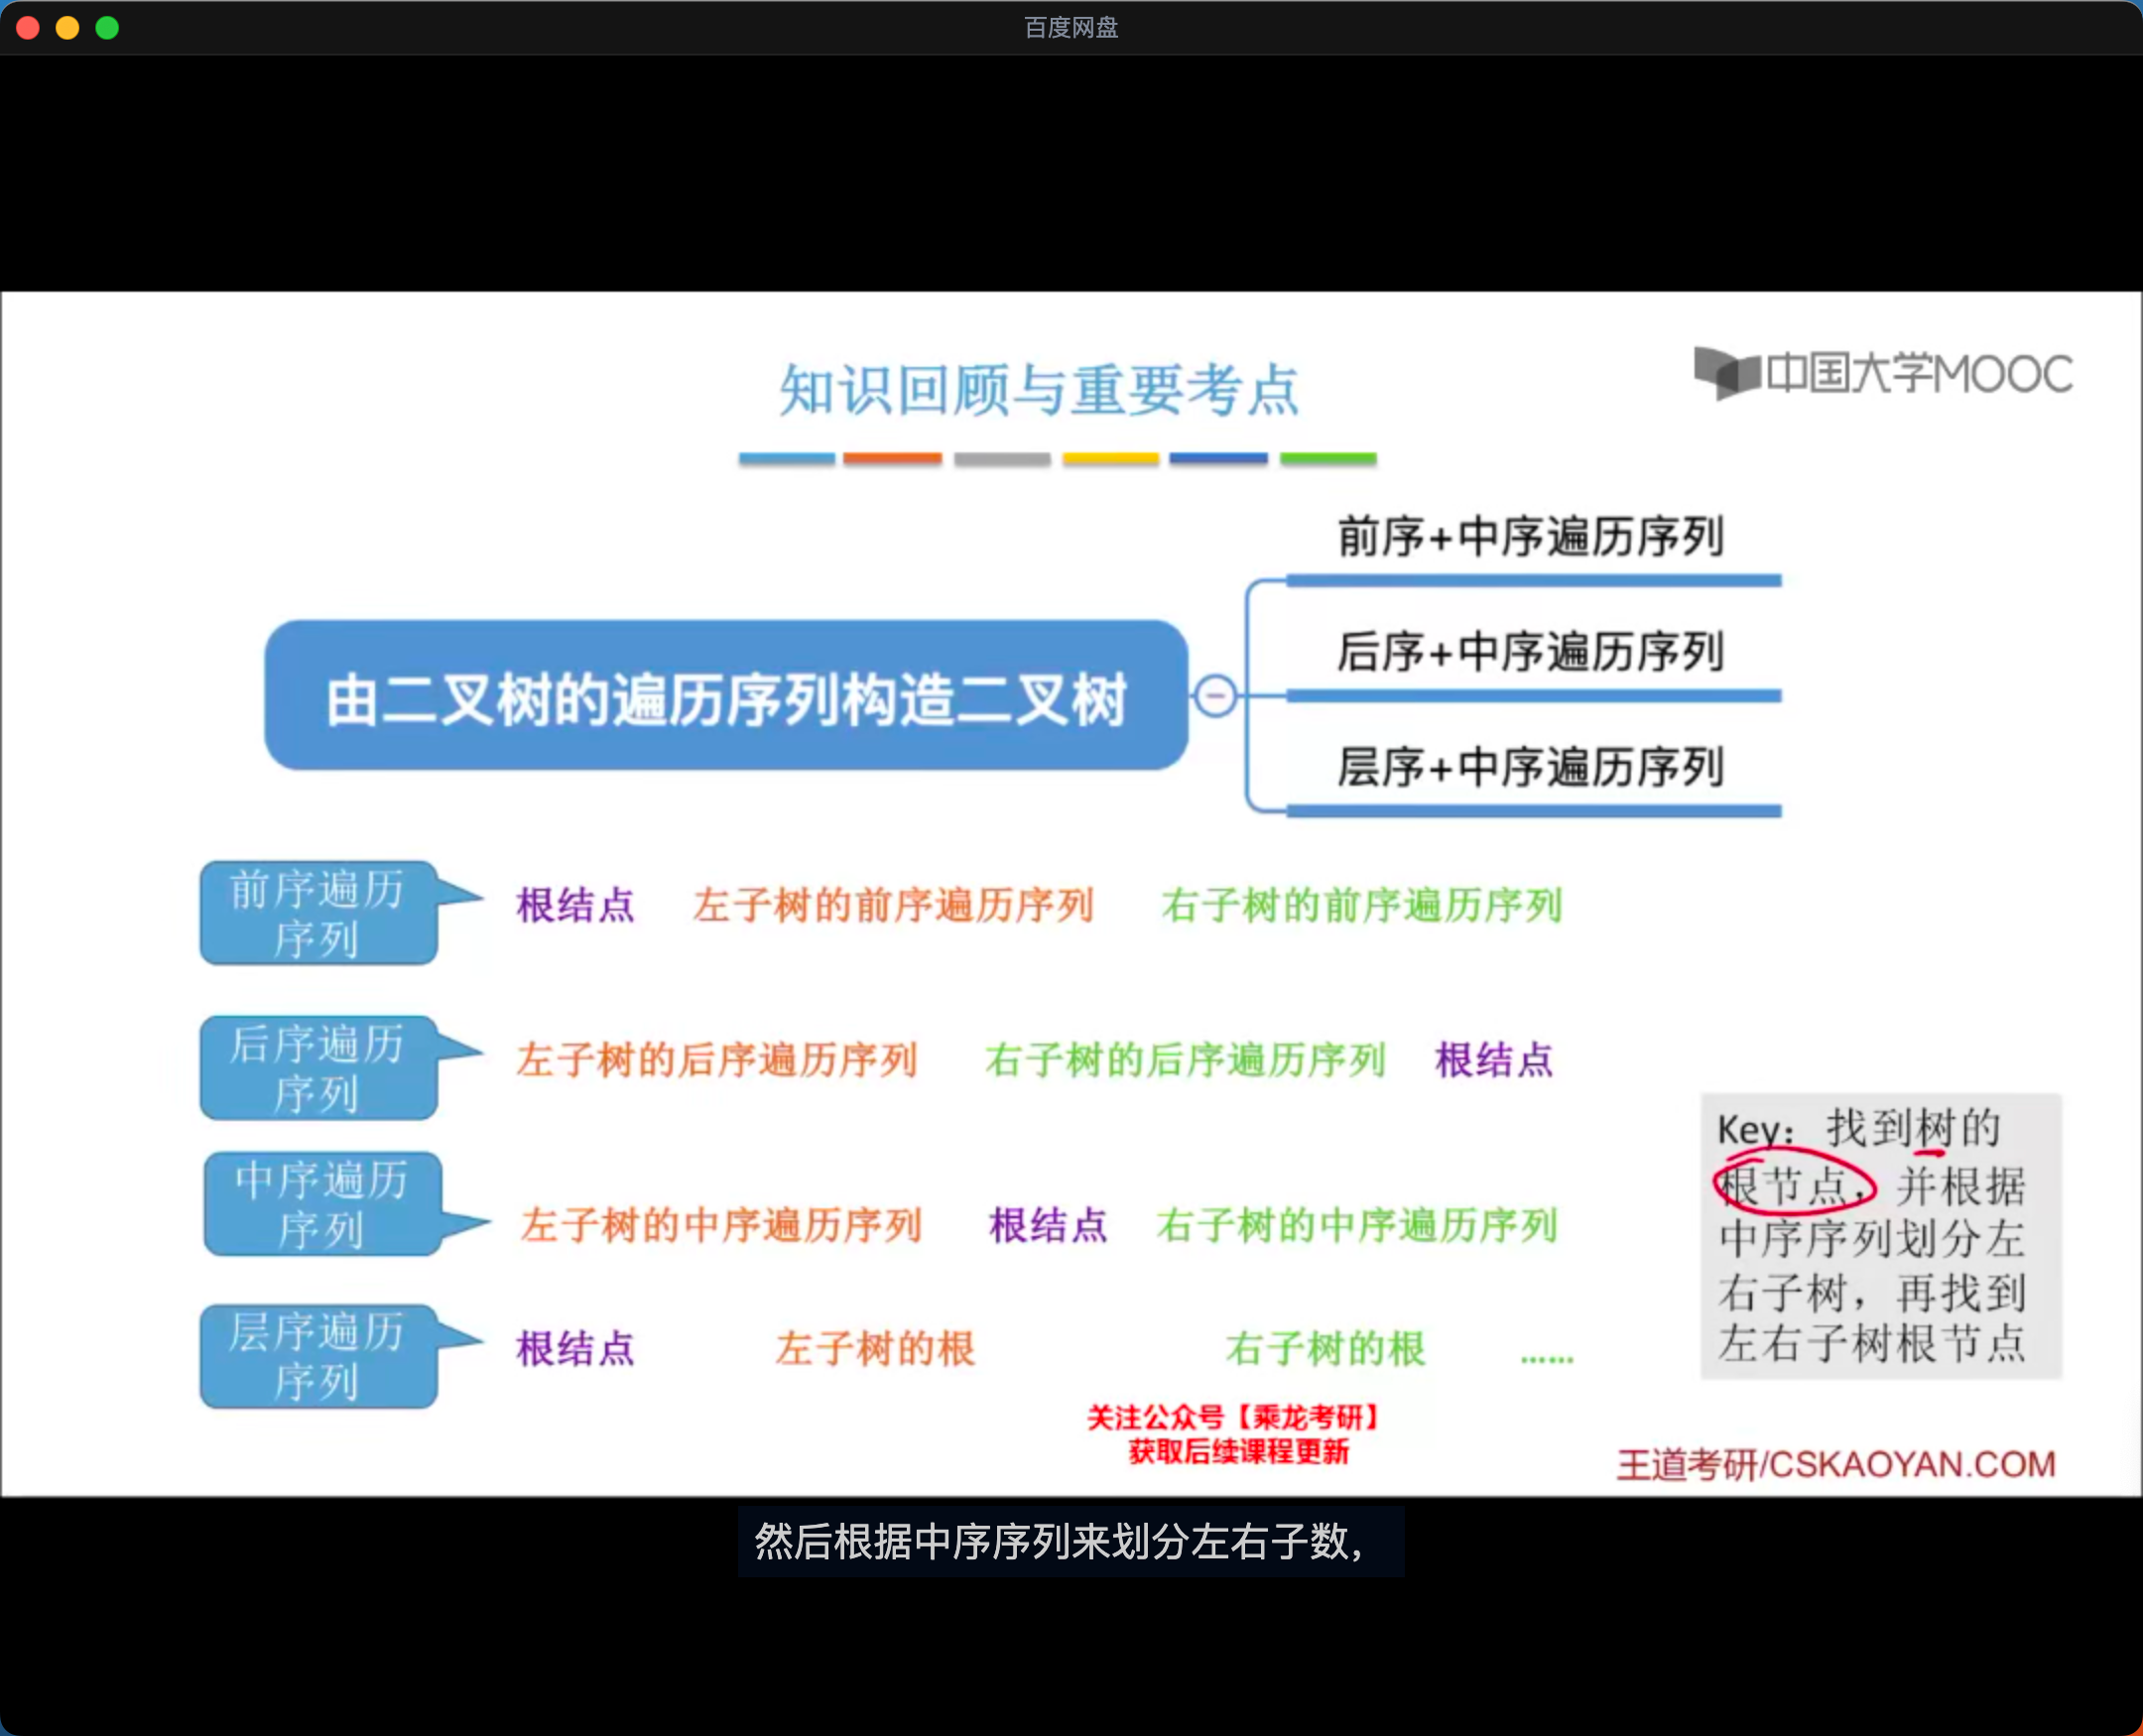 百度网盘
知识回顾与重要考点
中国大学MOOC
前序+中序遍历序列
由二叉树的遍历序列构造二叉树
后序+中序遍历序列
层序+中序遍历序列
前序遍历
序列
根结点 左子树的前序遍历序列 右子树的前序遍历序列
后序遍历
序列
左子树的后序遍历序列 右子树的后序遍历序列 根结点
中序遍历
序列
左子树的中序遍历序列 根结点 右子树的中序遍历序列
层序遍历
序列
根结点 左子树的根 右子树的根 ……
Key：找到树的
根节点，并根据
中序序列划分左
右子树，再找到
左右子树根节点
关注公众号【乘龙考研】
获取后续课程更新
王道考研/CSKAOYAN.COM
然后根据中序序列来划分左右子数，